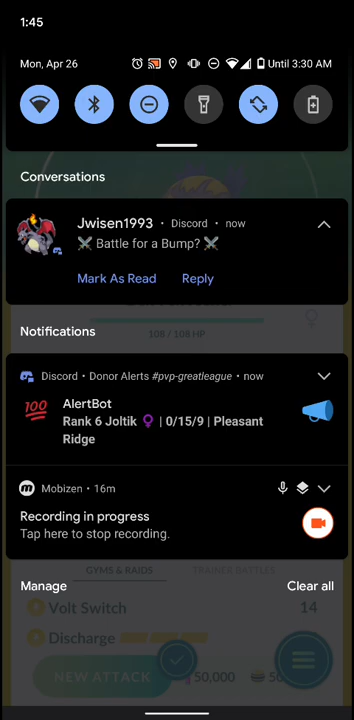 1:45
Mon, Apr 26
Until 3:30 AM
Conversations
Jwisen1993 • Discord • now
⚔️ Battle for a Bump? ⚔️
Mark As Read Reply
108 / 108 HP
Notifications
Discord • Donor Alerts #pvp-greatleague • now
💯 AlertBot
Rank 6 Joltik ♀ | 0/15/9 | Pleasant
Ridge
Mobizen • 16m
Recording in progress
Tap here to stop recording.
GYMS & RAIDS TRAINER BATTLES
Manage Clear all
Volt Switch 14
Discharge
NEW ATTACK 50,000